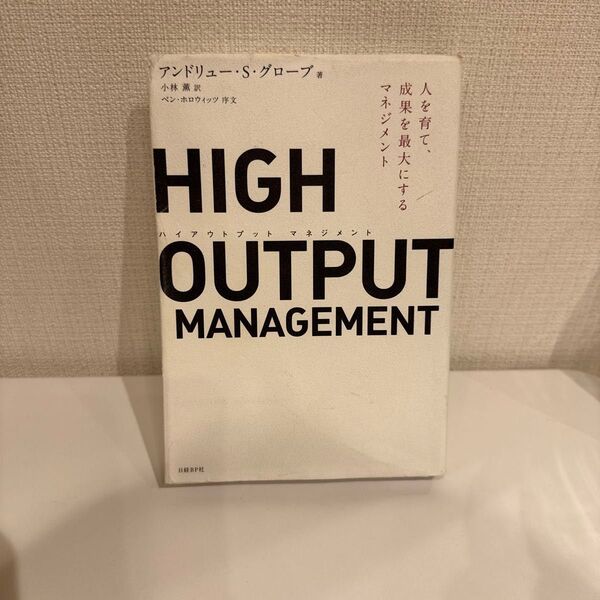 アンドリュー・S・グローブ 著
小林 薫 訳
ベン・ホロウィッツ 序文
人を育て、
成果を最大にする
マネジメント
HIGH
ハイアウトプット マネジメント
OUTPUT
MANAGEMENT
日経BP社